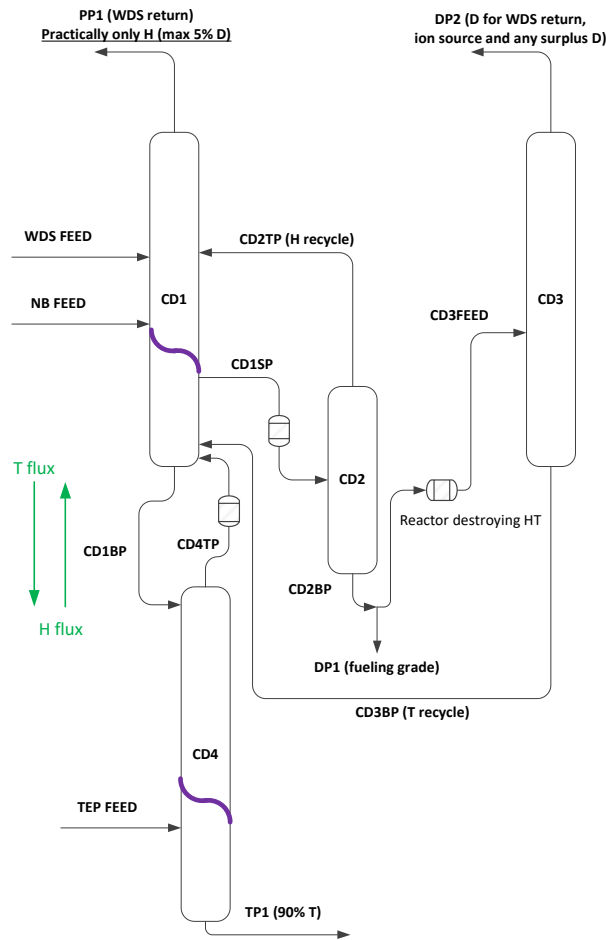 PP1 (WDS return)
Practically only H (max 5% D)
DP2 (D for WDS return,
ion source and any surplus D)
WDS FEED
CD2TP (H recycle)
NB FEED
CD1
CD3
CD3FEED
CD1SP
T flux
CD2
Reactor destroying HT
CD1BP
CD4TP
CD2BP
H flux
DP1 (fueling grade)
CD3BP (T recycle)
CD4
TEP FEED
TP1 (90% T)